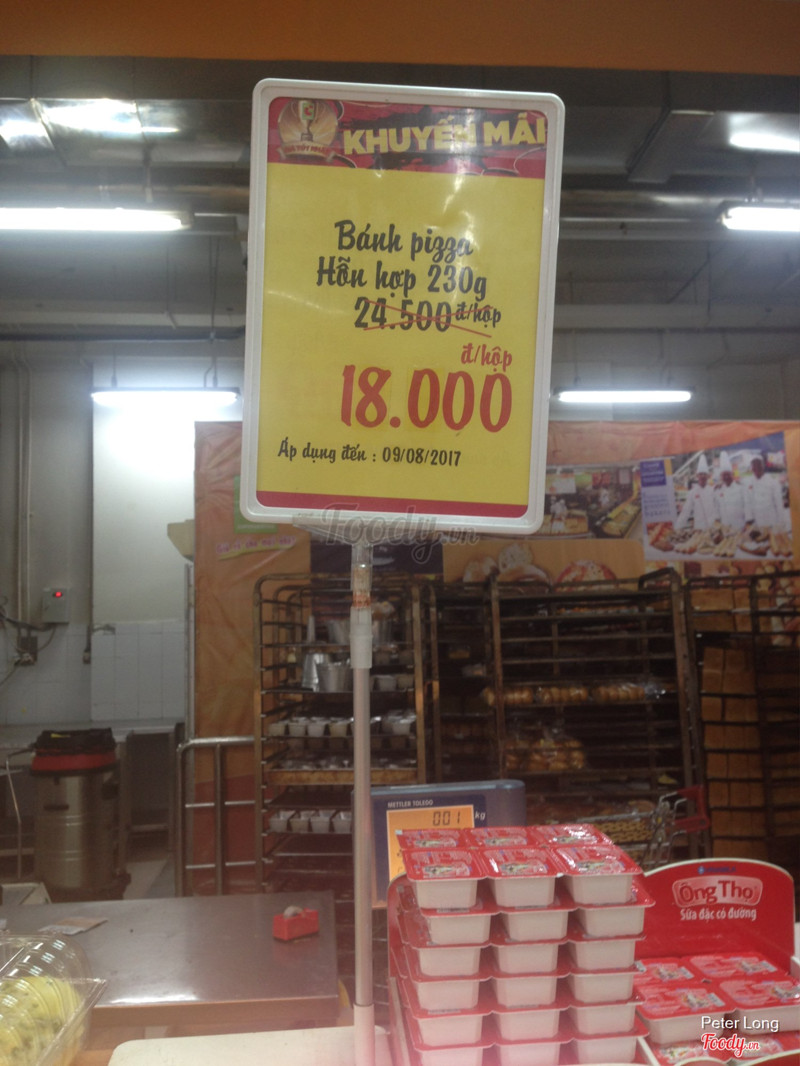 KHUYẾN MÃI
Bánh pizza
Hỗn hợp 230g
24.500 đ/hộp
đ/hộp
18.000
Áp dụng đến : 09/08/2017
Foody.vn
METTLER TOLEDO
001 kg
Ông Thọ
Sữa đặc có đường
Peter Long
Foody.vn